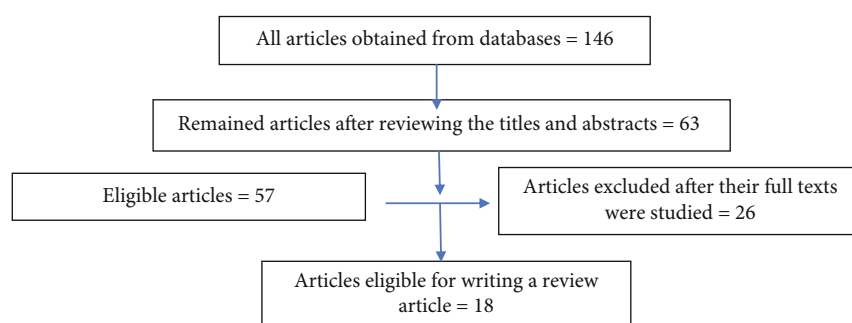 All articles obtained from databases = 146
Remained articles after reviewing the titles and abstracts = 63
Eligible articles = 57
Articles excluded after their full texts
were studied = 26
Articles eligible for writing a review
article = 18